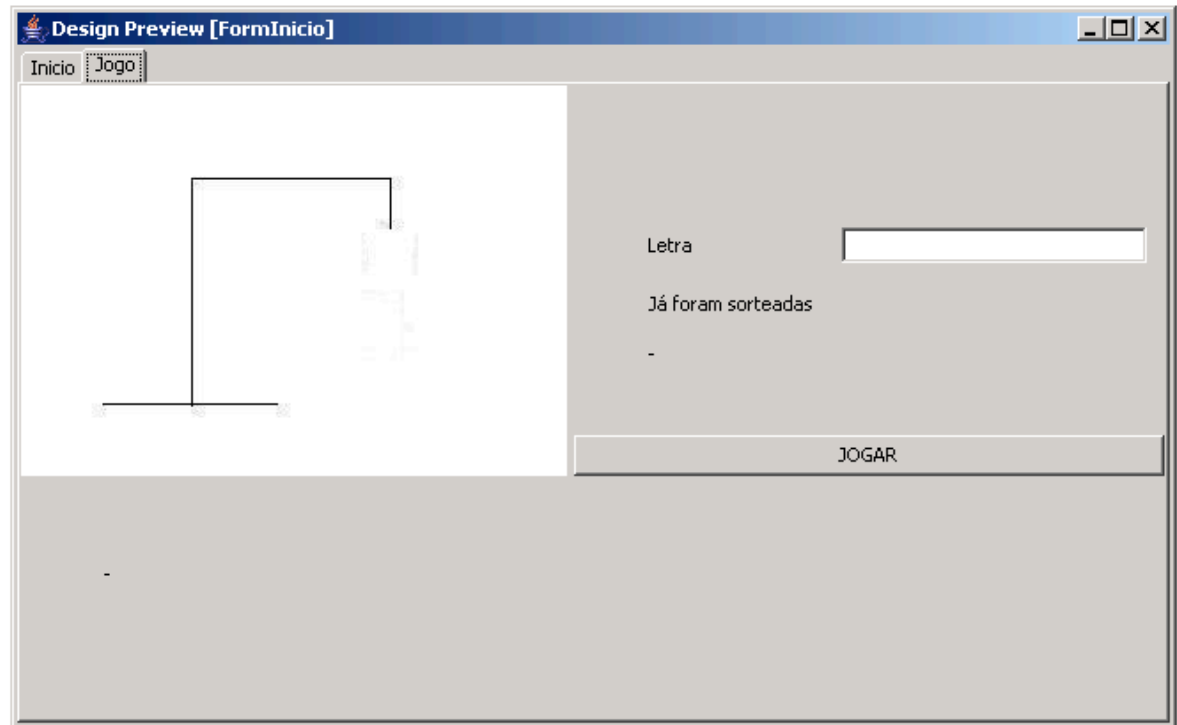 Design Preview [FormInicio]
Inicio Jogo
Letra
Já foram sorteadas
-
JOGAR
-